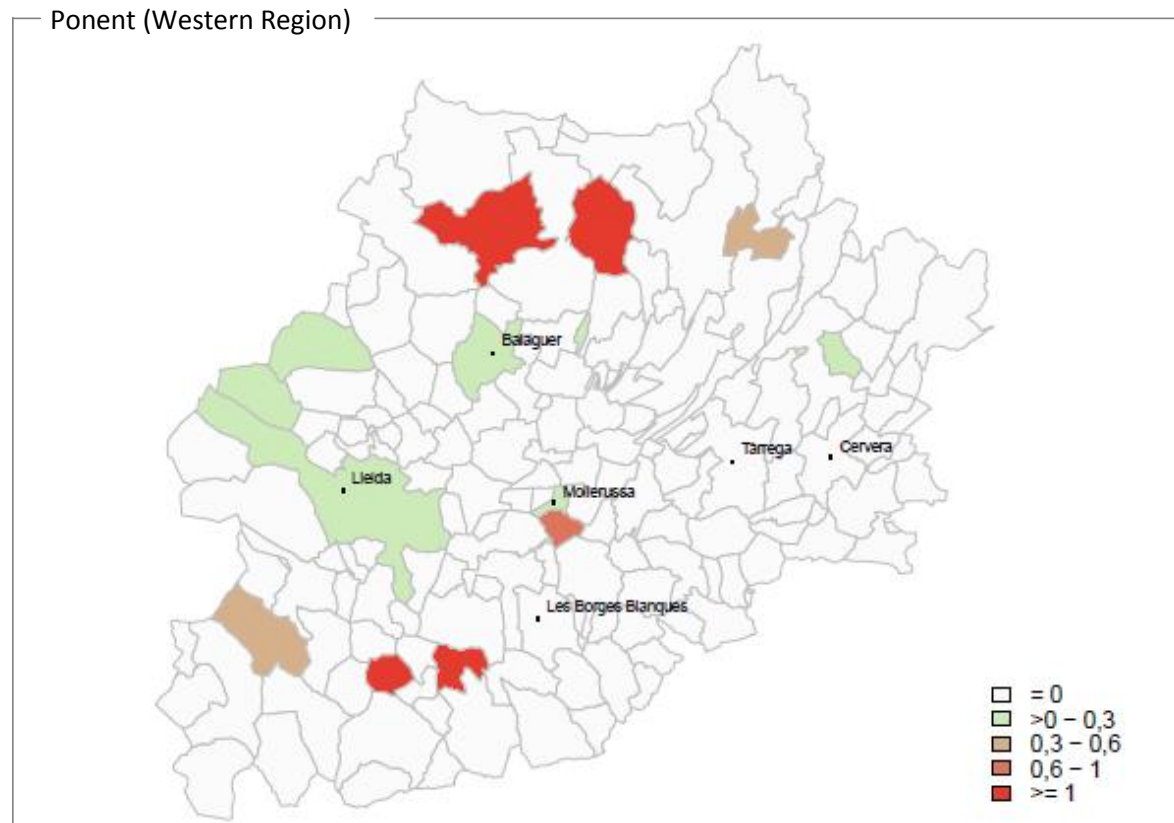 Ponent (Western Region)
Balaguer
Tàrrega
Cervera
Lleida
Mollerussa
Les Borges Blanques
= 0
>0 – 0,3
0,3 – 0,6
0,6 – 1
>= 1